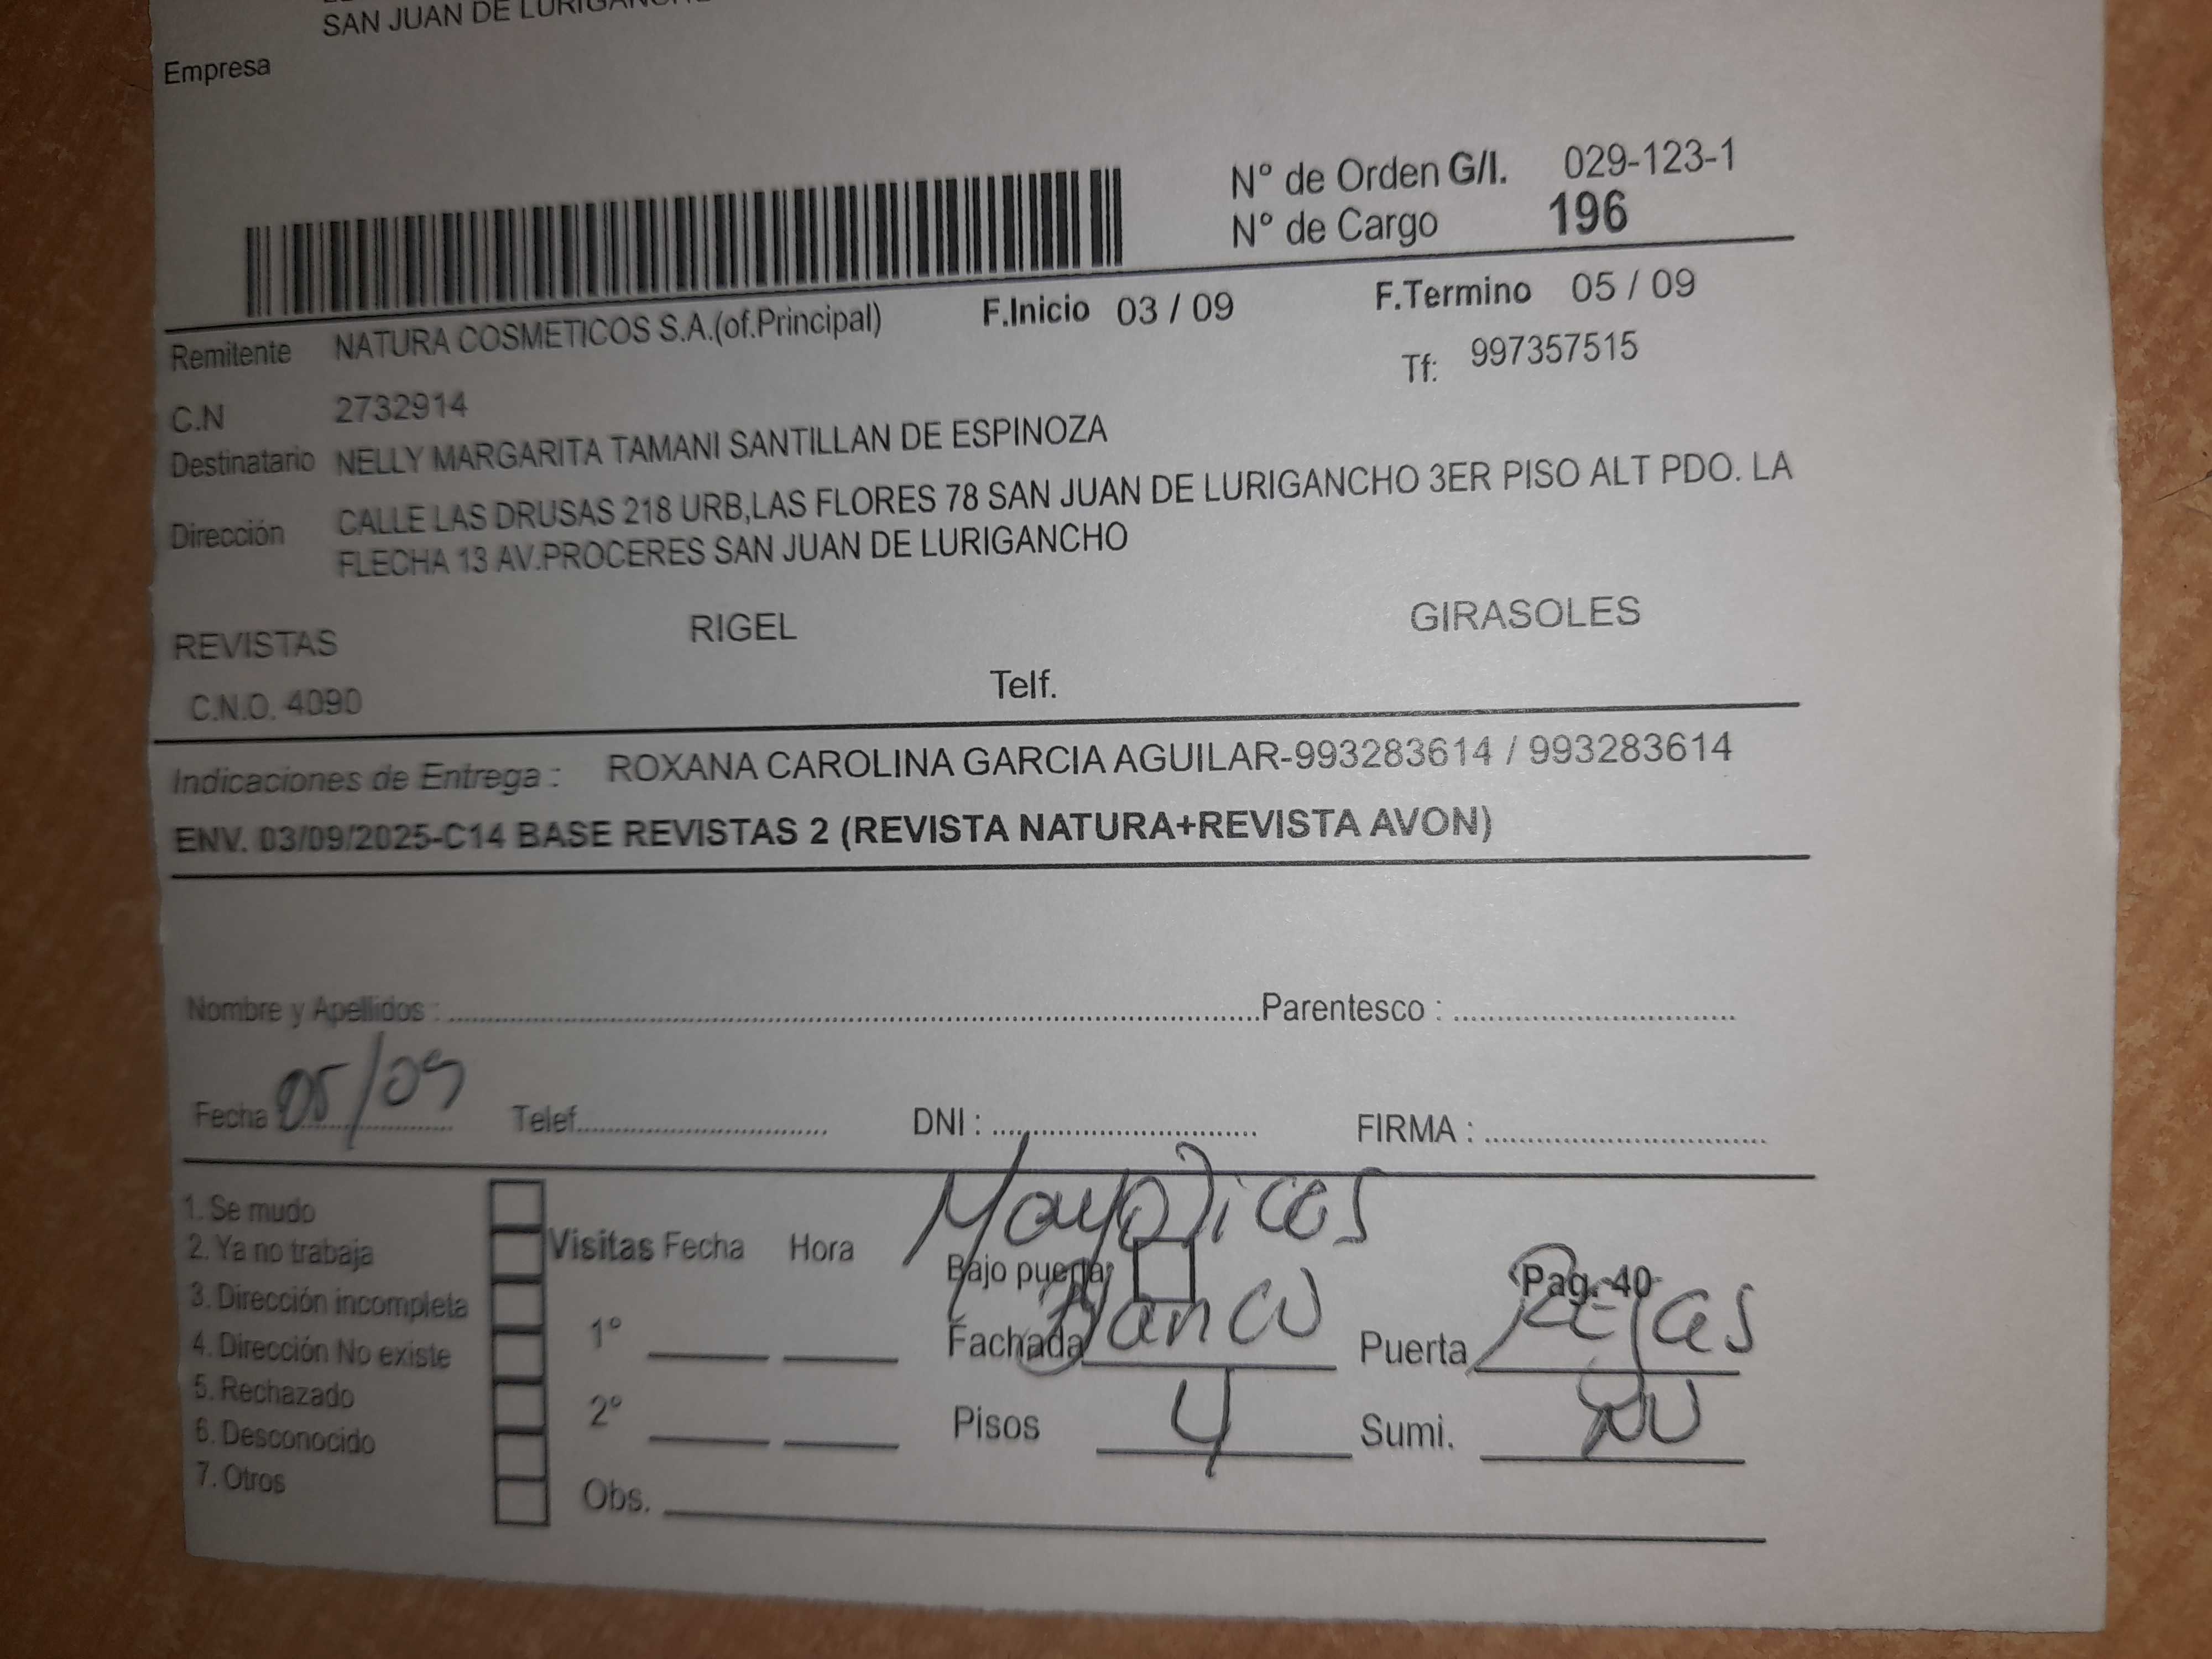 SAN JUAN DE LURIGANCHO
Empresa
N° de Orden G/I. 029-123-1
N° de Cargo 196
F.Inicio 03 / 09 F.Termino 05 / 09
Remitente NATURA COSMETICOS S.A.(of.Principal)
Tf: 997357515
C.N 2732914
Destinatario NELLY MARGARITA TAMANI SANTILLAN DE ESPINOZA
Dirección CALLE LAS DRUSAS 218 URB,LAS FLORES 78 SAN JUAN DE LURIGANCHO 3ER PISO ALT PDO. LA
FLECHA 13 AV.PROCERES SAN JUAN DE LURIGANCHO
REVISTAS RIGEL GIRASOLES
C.N.O. 4090 Telf.
Indicaciones de Entrega : ROXANA CAROLINA GARCIA AGUILAR-993283614 / 993283614
ENV. 03/09/2025-C14 BASE REVISTAS 2 (REVISTA NATURA+REVISTA AVON)
Nombre y Apellidos : Parentesco :
Fecha 05/09 Telef. DNI : FIRMA :
1. Se mudo
2. Ya no trabaja
3. Dirección incompleta
4. Dirección No existe
5. Rechazado
6. Desconocido
7. Otros
Visitas Fecha Hora
1°
2°
Obs.
Bajo puerta Pag.-40
Fachada Blanco Puerta Rejas
Pisos 4 Sumi.